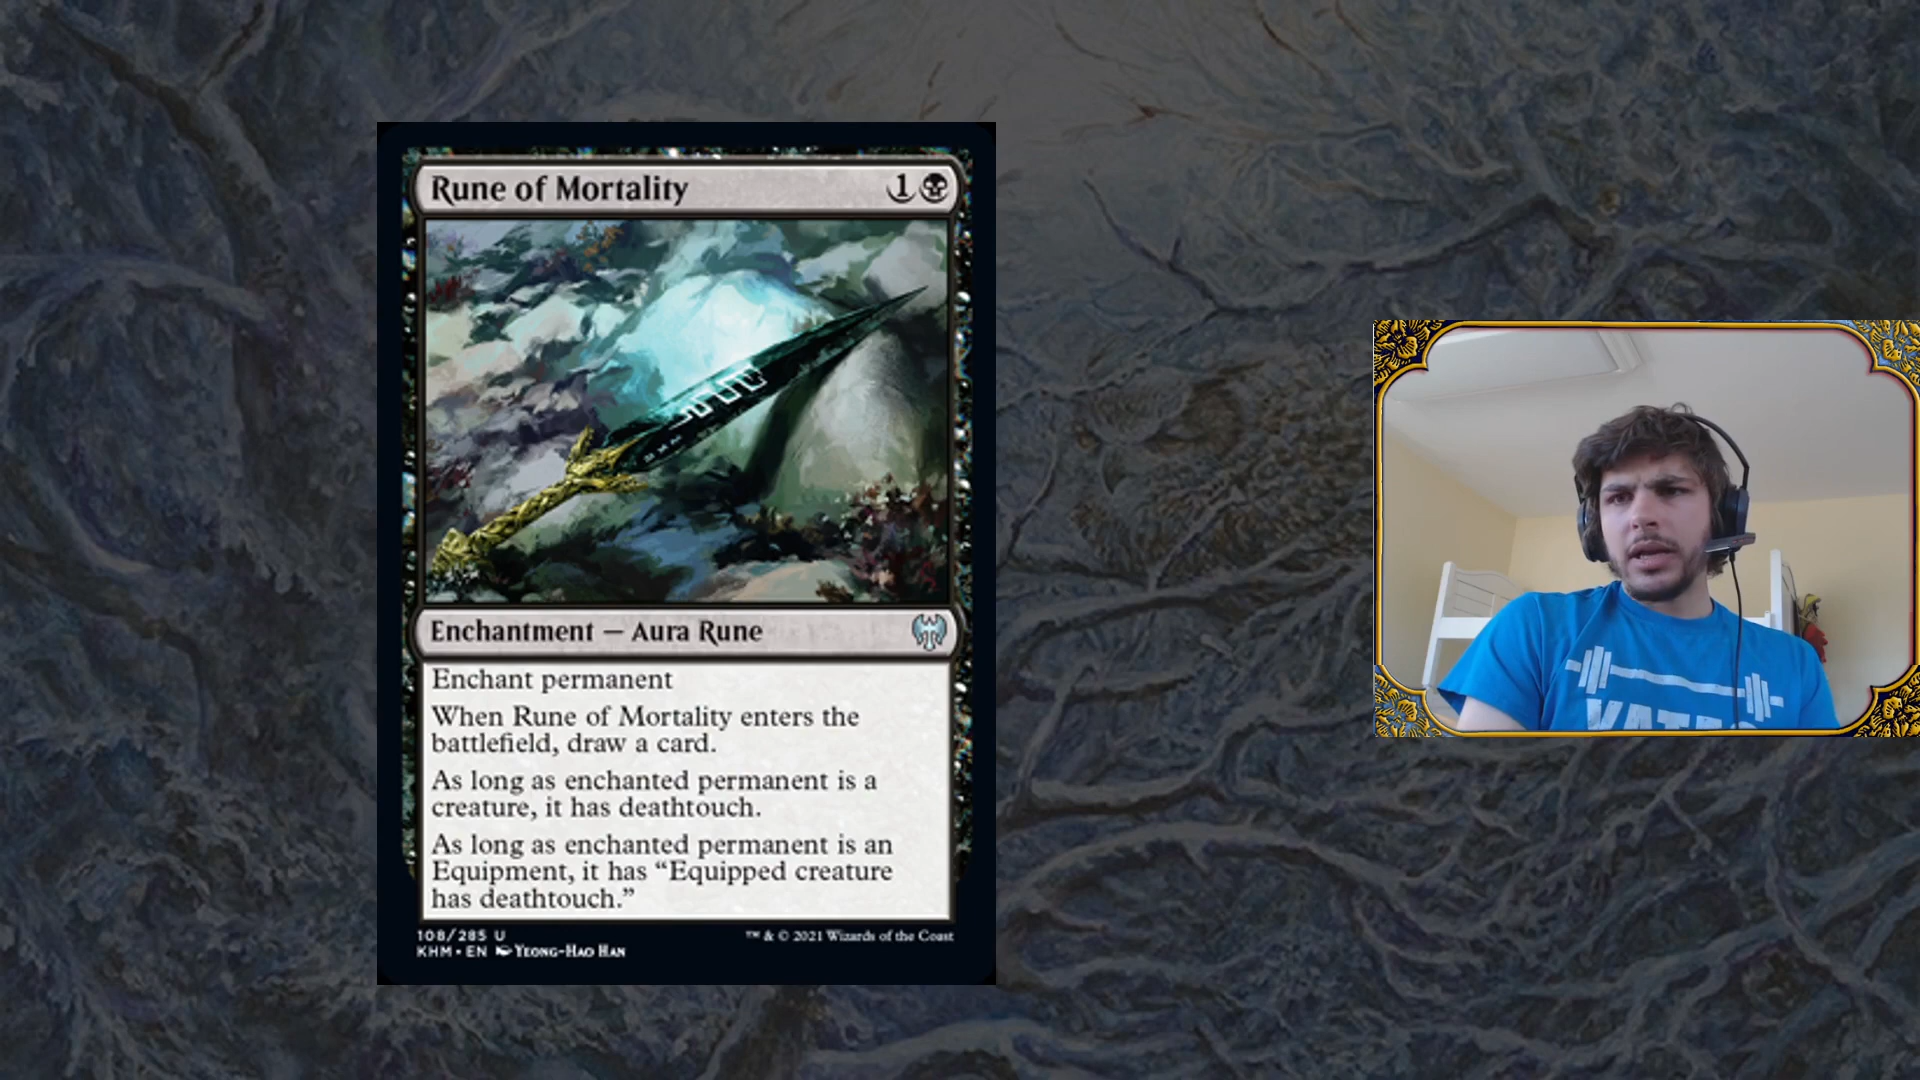 Rune of Mortality 1
Enchantment — Aura Rune
Enchant permanent
When Rune of Mortality enters the
battlefield, draw a card.
As long as enchanted permanent is a
creature, it has deathtouch.
As long as enchanted permanent is an
Equipment, it has “Equipped creature
has deathtouch.”
108/285 U
KHM • EN Yeong-Hao Han
™ & © 2021 Wizards of the Coast